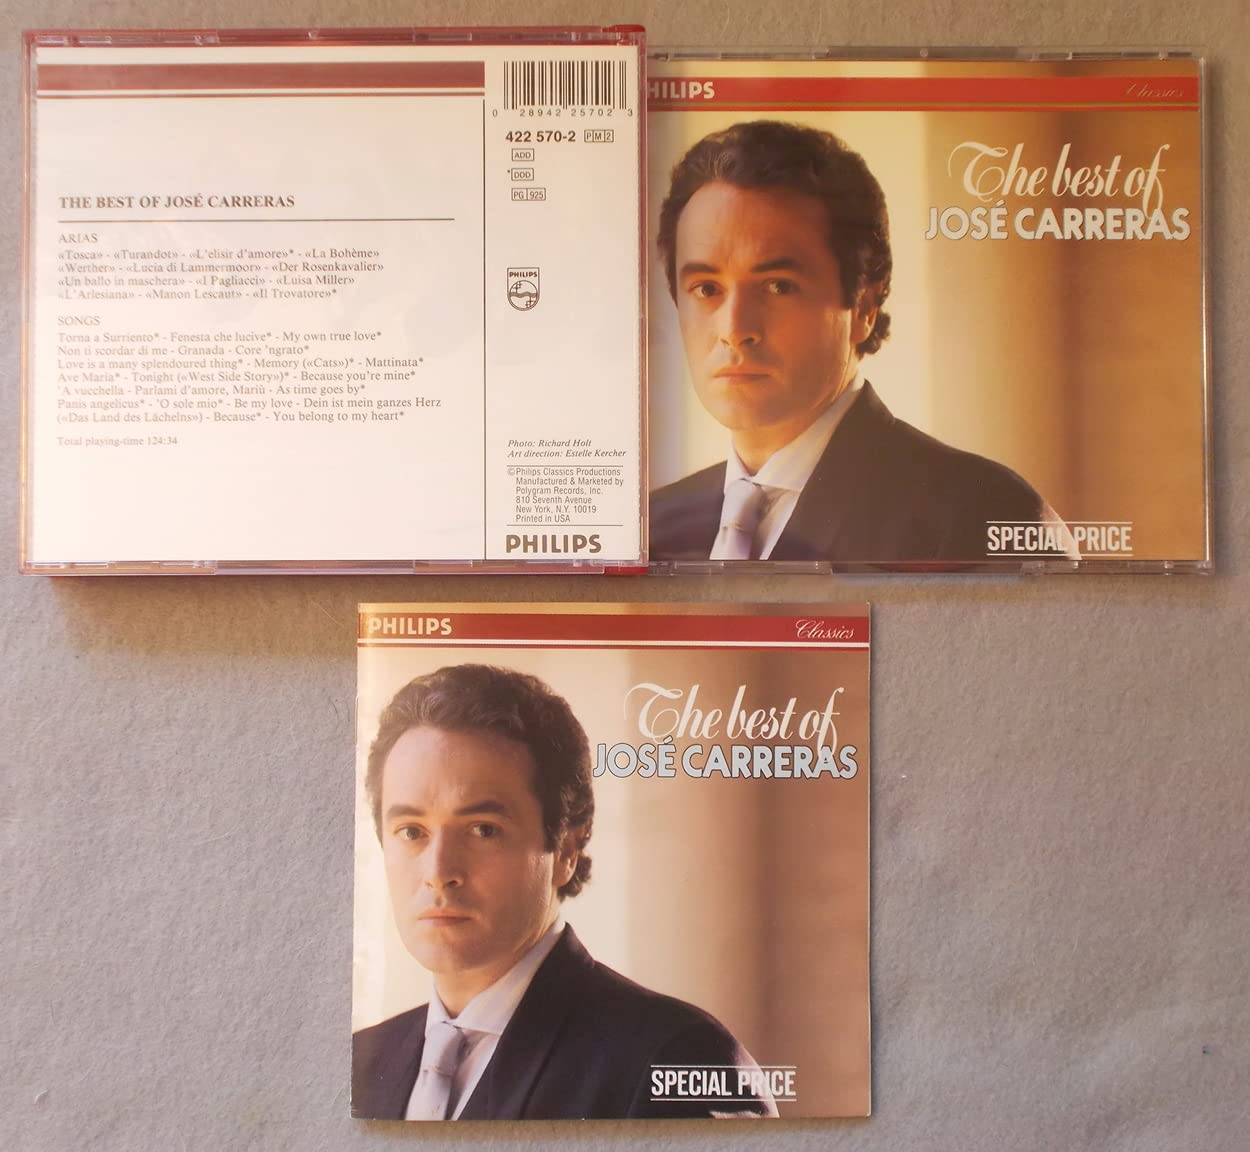 THE BEST OF JOSÉ CARRERAS
ARIAS
«Tosca» - «Turandot» - «L'elisir d'amore»* - «La Bohème»
«Werther» - «Lucia di Lammermoor» - «Der Rosenkavalier»
«Un ballo in maschera» - «I Pagliacci» - «Luisa Miller»
«L'Arlesiana» - «Manon Lescaut» - «Il Trovatore»*
SONGS
Torna a Surriento* - Fenesta che lucive* - My own true love*
Non ti scordar di me - Granada - Core 'ngrato*
Love is a many splendoured thing* - Memory («Cats»)* - Mattinata*
Ave Maria* - Tonight («West Side Story»)* - Because you're mine*
'A vucchella - Parlami d'amore, Mariù - As time goes by*
Panis angelicus* - 'O sole mio* - Be my love - Dein ist mein ganzes Herz
(«Das Land des Lächelns») - Because* - You belong to my heart*
Total playing-time 124:34
0 28942 25702 3
422 570-2 PM2
ADD
*DDD
PG 925
PHILIPS
Photo: Richard Holt
Art direction: Estelle Kercher
©Philips Classics Productions
Manufactured & Marketed by
Polygram Records, Inc.
810 Seventh Avenue
New York, N.Y. 10019
Printed in USA
PHILIPS
HILIPS Classics
The best of
JOSÉ CARRERAS
SPECIAL PRICE
PHILIPS Classics
The best of
JOSÉ CARRERAS
SPECIAL PRICE